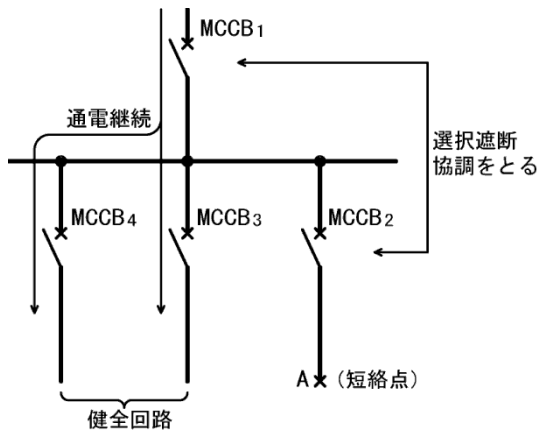 MCCB1
通電継続
選択遮断
協調をとる
MCCB4
MCCB3
MCCB2
A
(短絡点)
健全回路